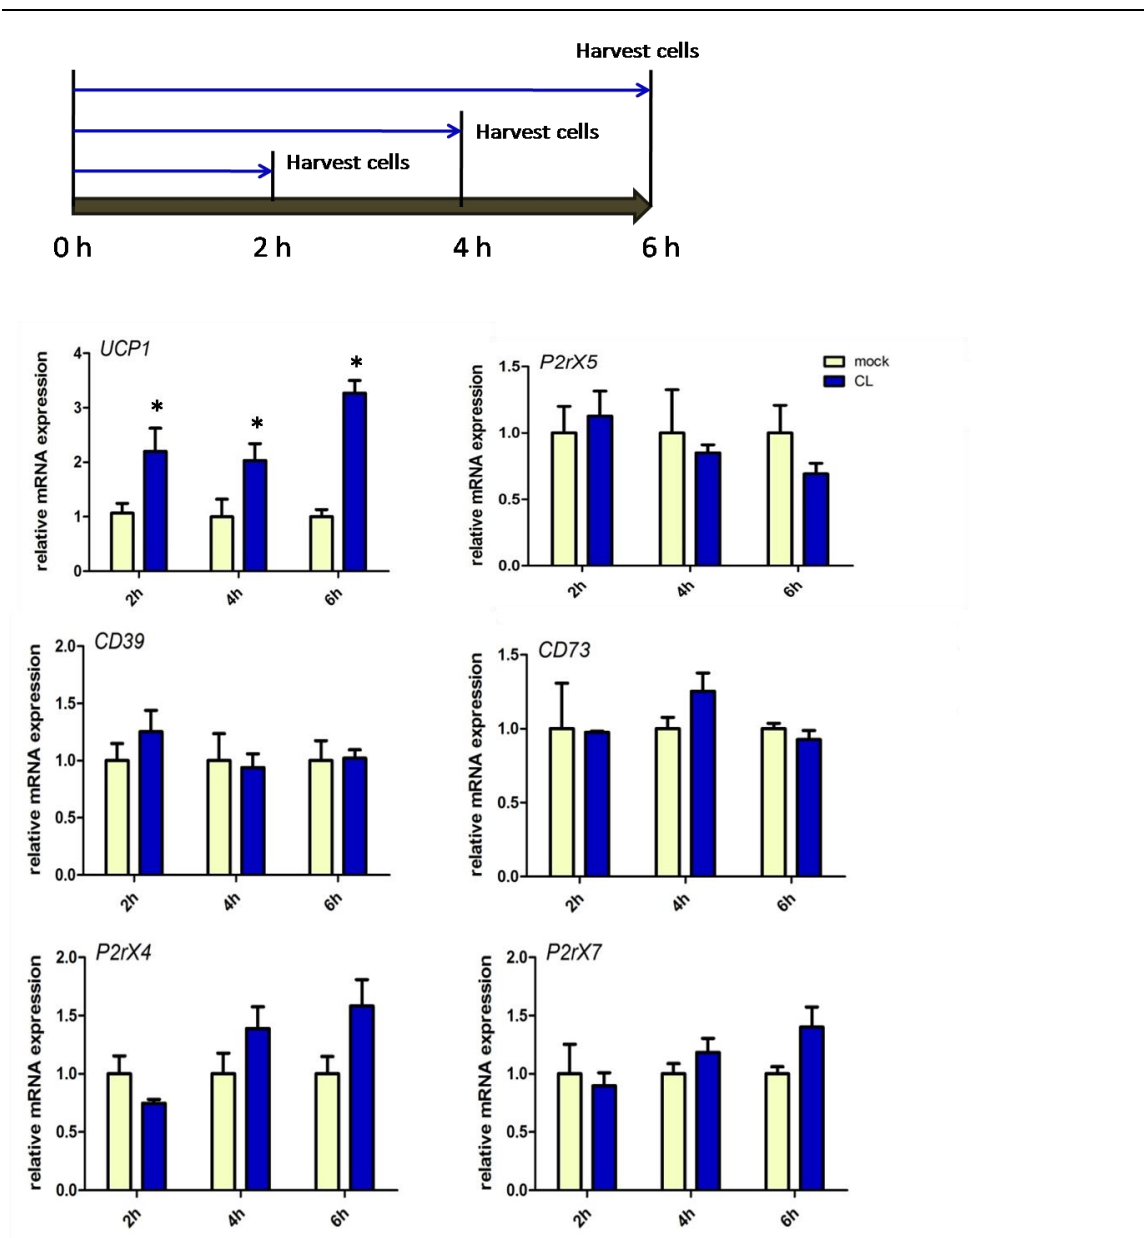 Harvest cells
Harvest cells
Harvest cells
0 h 2 h 4 h 6 h
UCP1
relative mRNA expression
4
3
2
1
0
* * *
2h 4h 6h
P2rX5
mock
CL
relative mRNA expression
1.5
1.0
0.5
0.0
2h 4h 6h
CD39
relative mRNA expression
2.0
1.5
1.0
0.5
0.0
2h 4h 6h
CD73
relative mRNA expression
1.5
1.0
0.5
0.0
2h 4h 6h
P2rX4
relative mRNA expression
2.0
1.5
1.0
0.5
0.0
2h 4h 6h
P2rX7
relative mRNA expression
2.0
1.5
1.0
0.5
0.0
2h 4h 6h